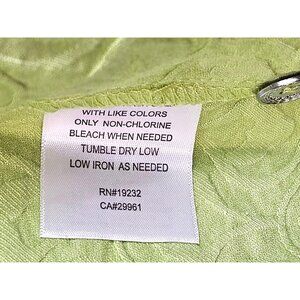 WITH LIKE COLORS
ONLY NON-CHLORINE
BLEACH WHEN NEEDED
TUMBLE DRY LOW
LOW IRON AS NEEDED
RN#19232
CA#29961